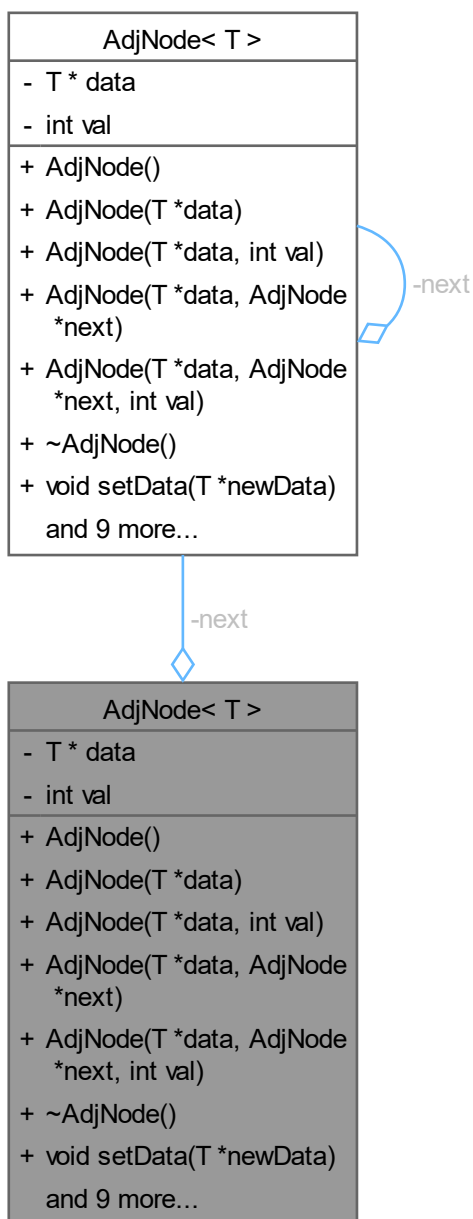 AdjNode< T >
- T * data
- int val
+ AdjNode()
+ AdjNode(T *data)
+ AdjNode(T *data, int val)
+ AdjNode(T *data, AdjNode
*next)
+ AdjNode(T *data, AdjNode
*next, int val)
+ ~AdjNode()
+ void setData(T *newData)
and 9 more...
-next
-next
AdjNode< T >
- T * data
- int val
+ AdjNode()
+ AdjNode(T *data)
+ AdjNode(T *data, int val)
+ AdjNode(T *data, AdjNode
*next)
+ AdjNode(T *data, AdjNode
*next, int val)
+ ~AdjNode()
+ void setData(T *newData)
and 9 more...